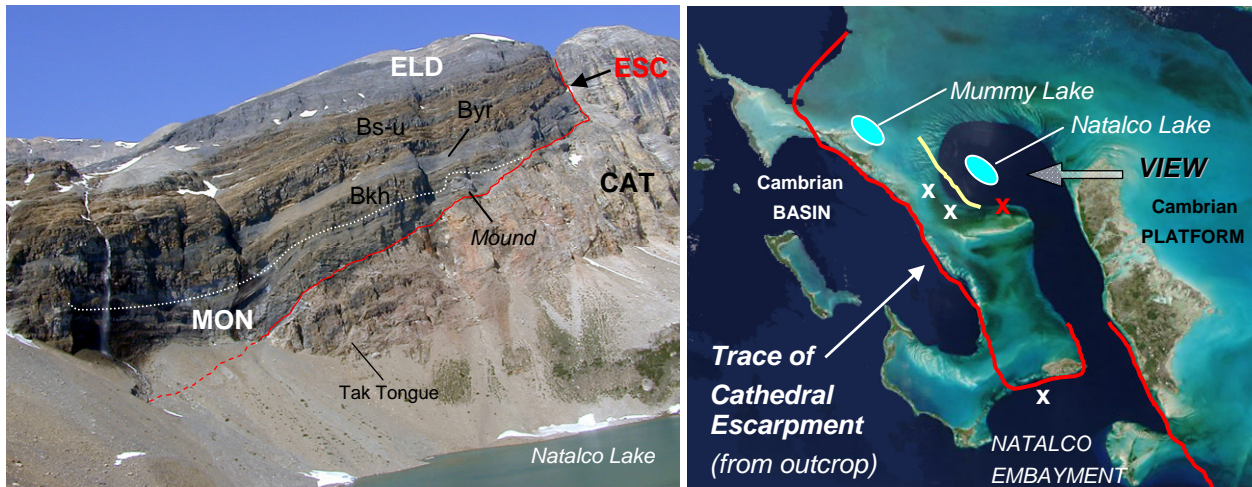 ELD
ESC
Byr
Bs-u
CAT
Bkh
Mound
MON
Tak Tongue
Natalco Lake
Mummy Lake
Natalco Lake
VIEW
Cambrian
BASIN
x
x
x
Cambrian
PLATFORM
Trace of
Cathedral
Escarpment
(from outcrop)
x
NATALCO
EMBAYMENT